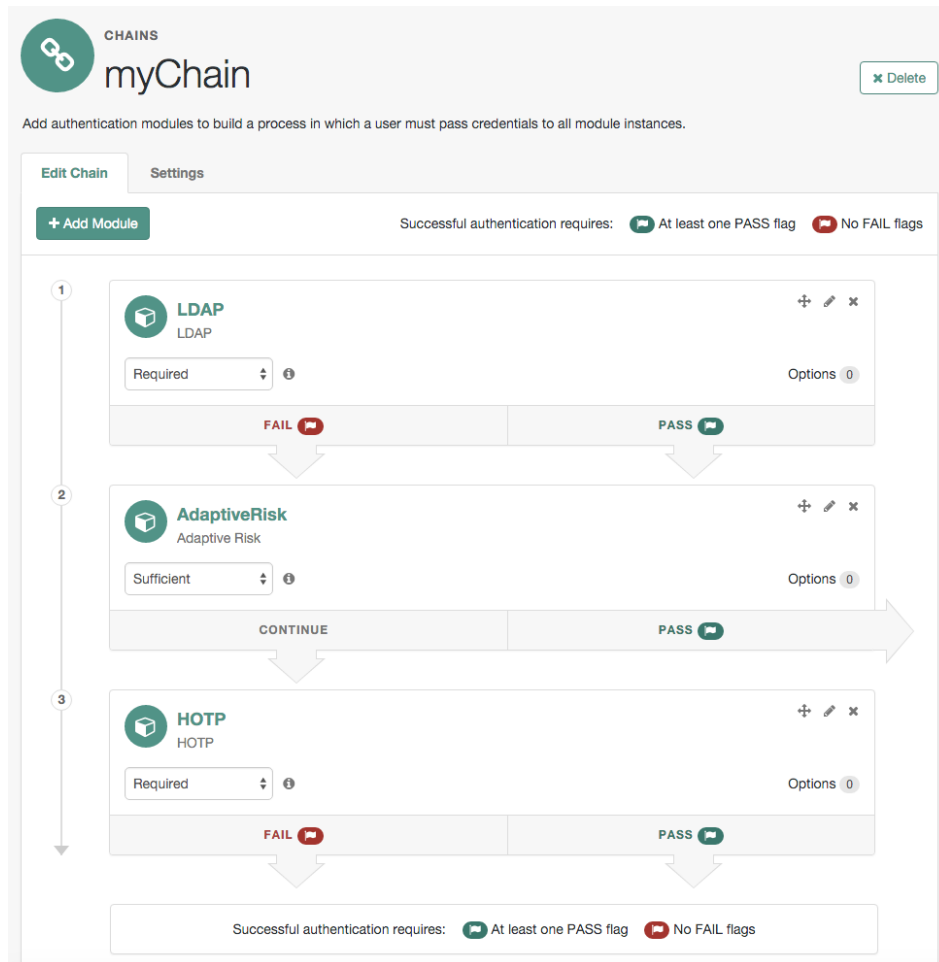 CHAINS
myChain
Delete
Add authentication modules to build a process in which a user must pass credentials to all module instances.
Edit Chain Settings
+ Add Module Successful authentication requires: At least one PASS flag No FAIL flags
1
LDAP
LDAP
Required Options 0
FAIL PASS
2
AdaptiveRisk
Adaptive Risk
Sufficient Options 0
CONTINUE PASS
3
HOTP
HOTP
Required Options 0
FAIL PASS
Successful authentication requires: At least one PASS flag No FAIL flags